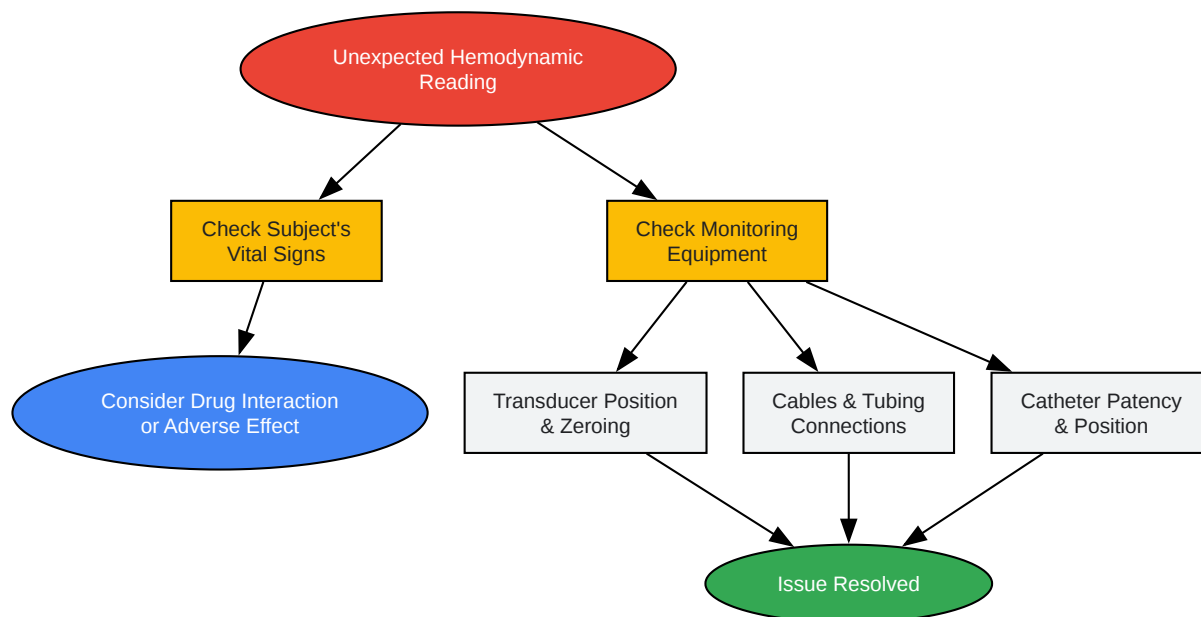 Unexpected Hemodynamic
Reading
Check Subject's
Vital Signs
Check Monitoring
Equipment
Consider Drug Interaction
or Adverse Effect
Transducer Position
& Zeroing
Cables & Tubing
Connections
Catheter Patency
& Position
Issue Resolved